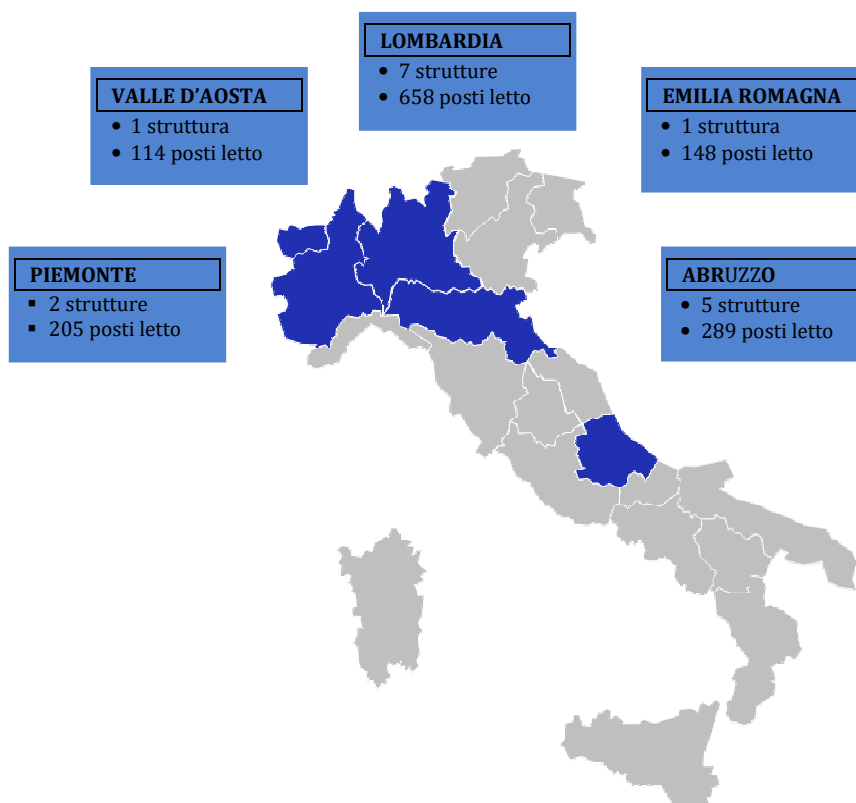 LOMBARDIA
• 7 strutture
• 658 posti letto
VALLE D'AOSTA
• 1 struttura
• 114 posti letto
EMILIA ROMAGNA
• 1 struttura
• 148 posti letto
PIEMONTE
▪ 2 strutture
▪ 205 posti letto
ABRUZZO
• 5 strutture
• 289 posti letto